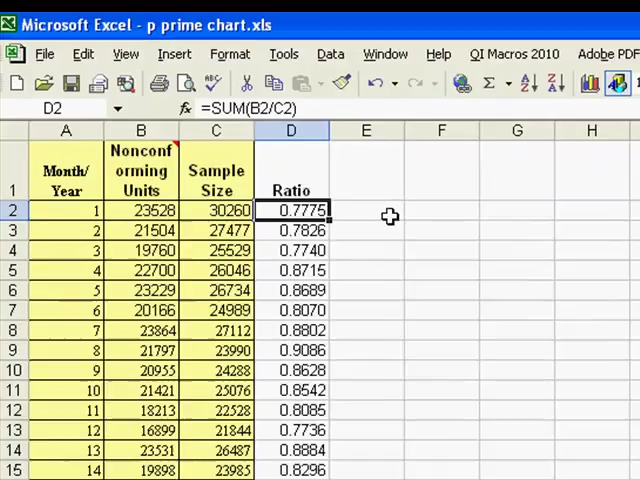 Microsoft Excel - p prime chart.xls
File Edit View Insert Format Tools Data Window Help QI Macros 2010 Adobe PDF
D2 fx =SUM(B2/C2)
A B C D E F G H
1 Month/ Year Nonconf orming Units Sample Size Ratio
2 1 23528 30260 0.7775
3 2 21504 27477 0.7826
4 3 19760 25529 0.7740
5 4 22700 26046 0.8715
6 5 23229 26734 0.8689
7 6 20166 24989 0.8070
8 7 23864 27112 0.8802
9 8 21797 23990 0.9086
10 9 20955 24288 0.8628
11 10 21421 25076 0.8542
12 11 18213 22528 0.8085
13 12 16899 21844 0.7736
14 13 23531 26487 0.8884
15 14 19898 23985 0.8296